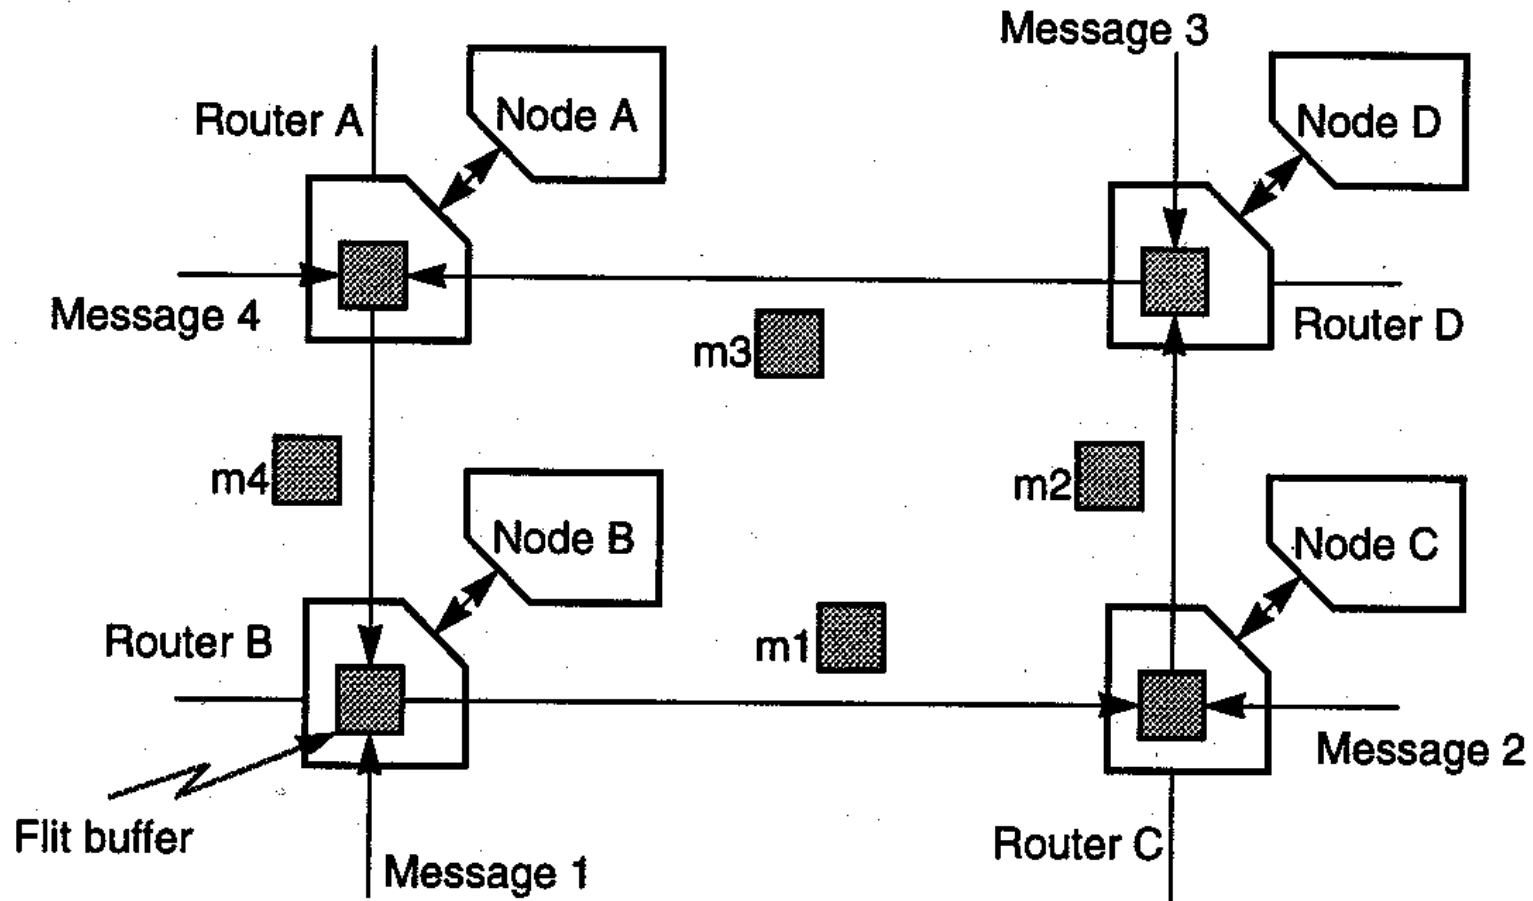 Message 3
Router A
Node A
Node D
Message 4
m3
Router D
m4
m2
Node B
Node C
Router B
m1
Message 2
Flit buffer
Message 1
Router C